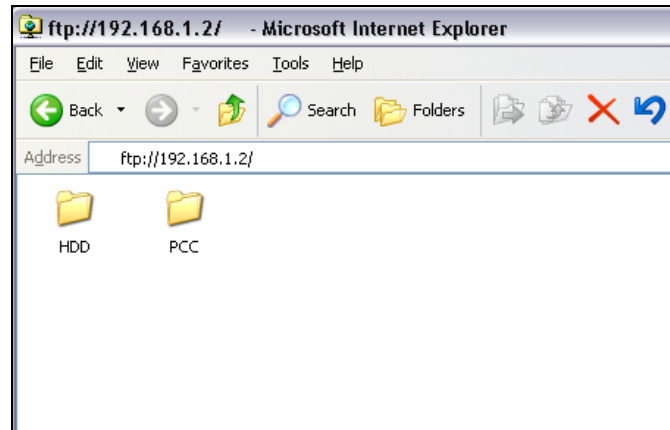 ftp://192.168.1.2/ - Microsoft Internet Explorer
File Edit View Favorites Tools Help
Back Search Folders
Address ftp://192.168.1.2/
HDD PCC